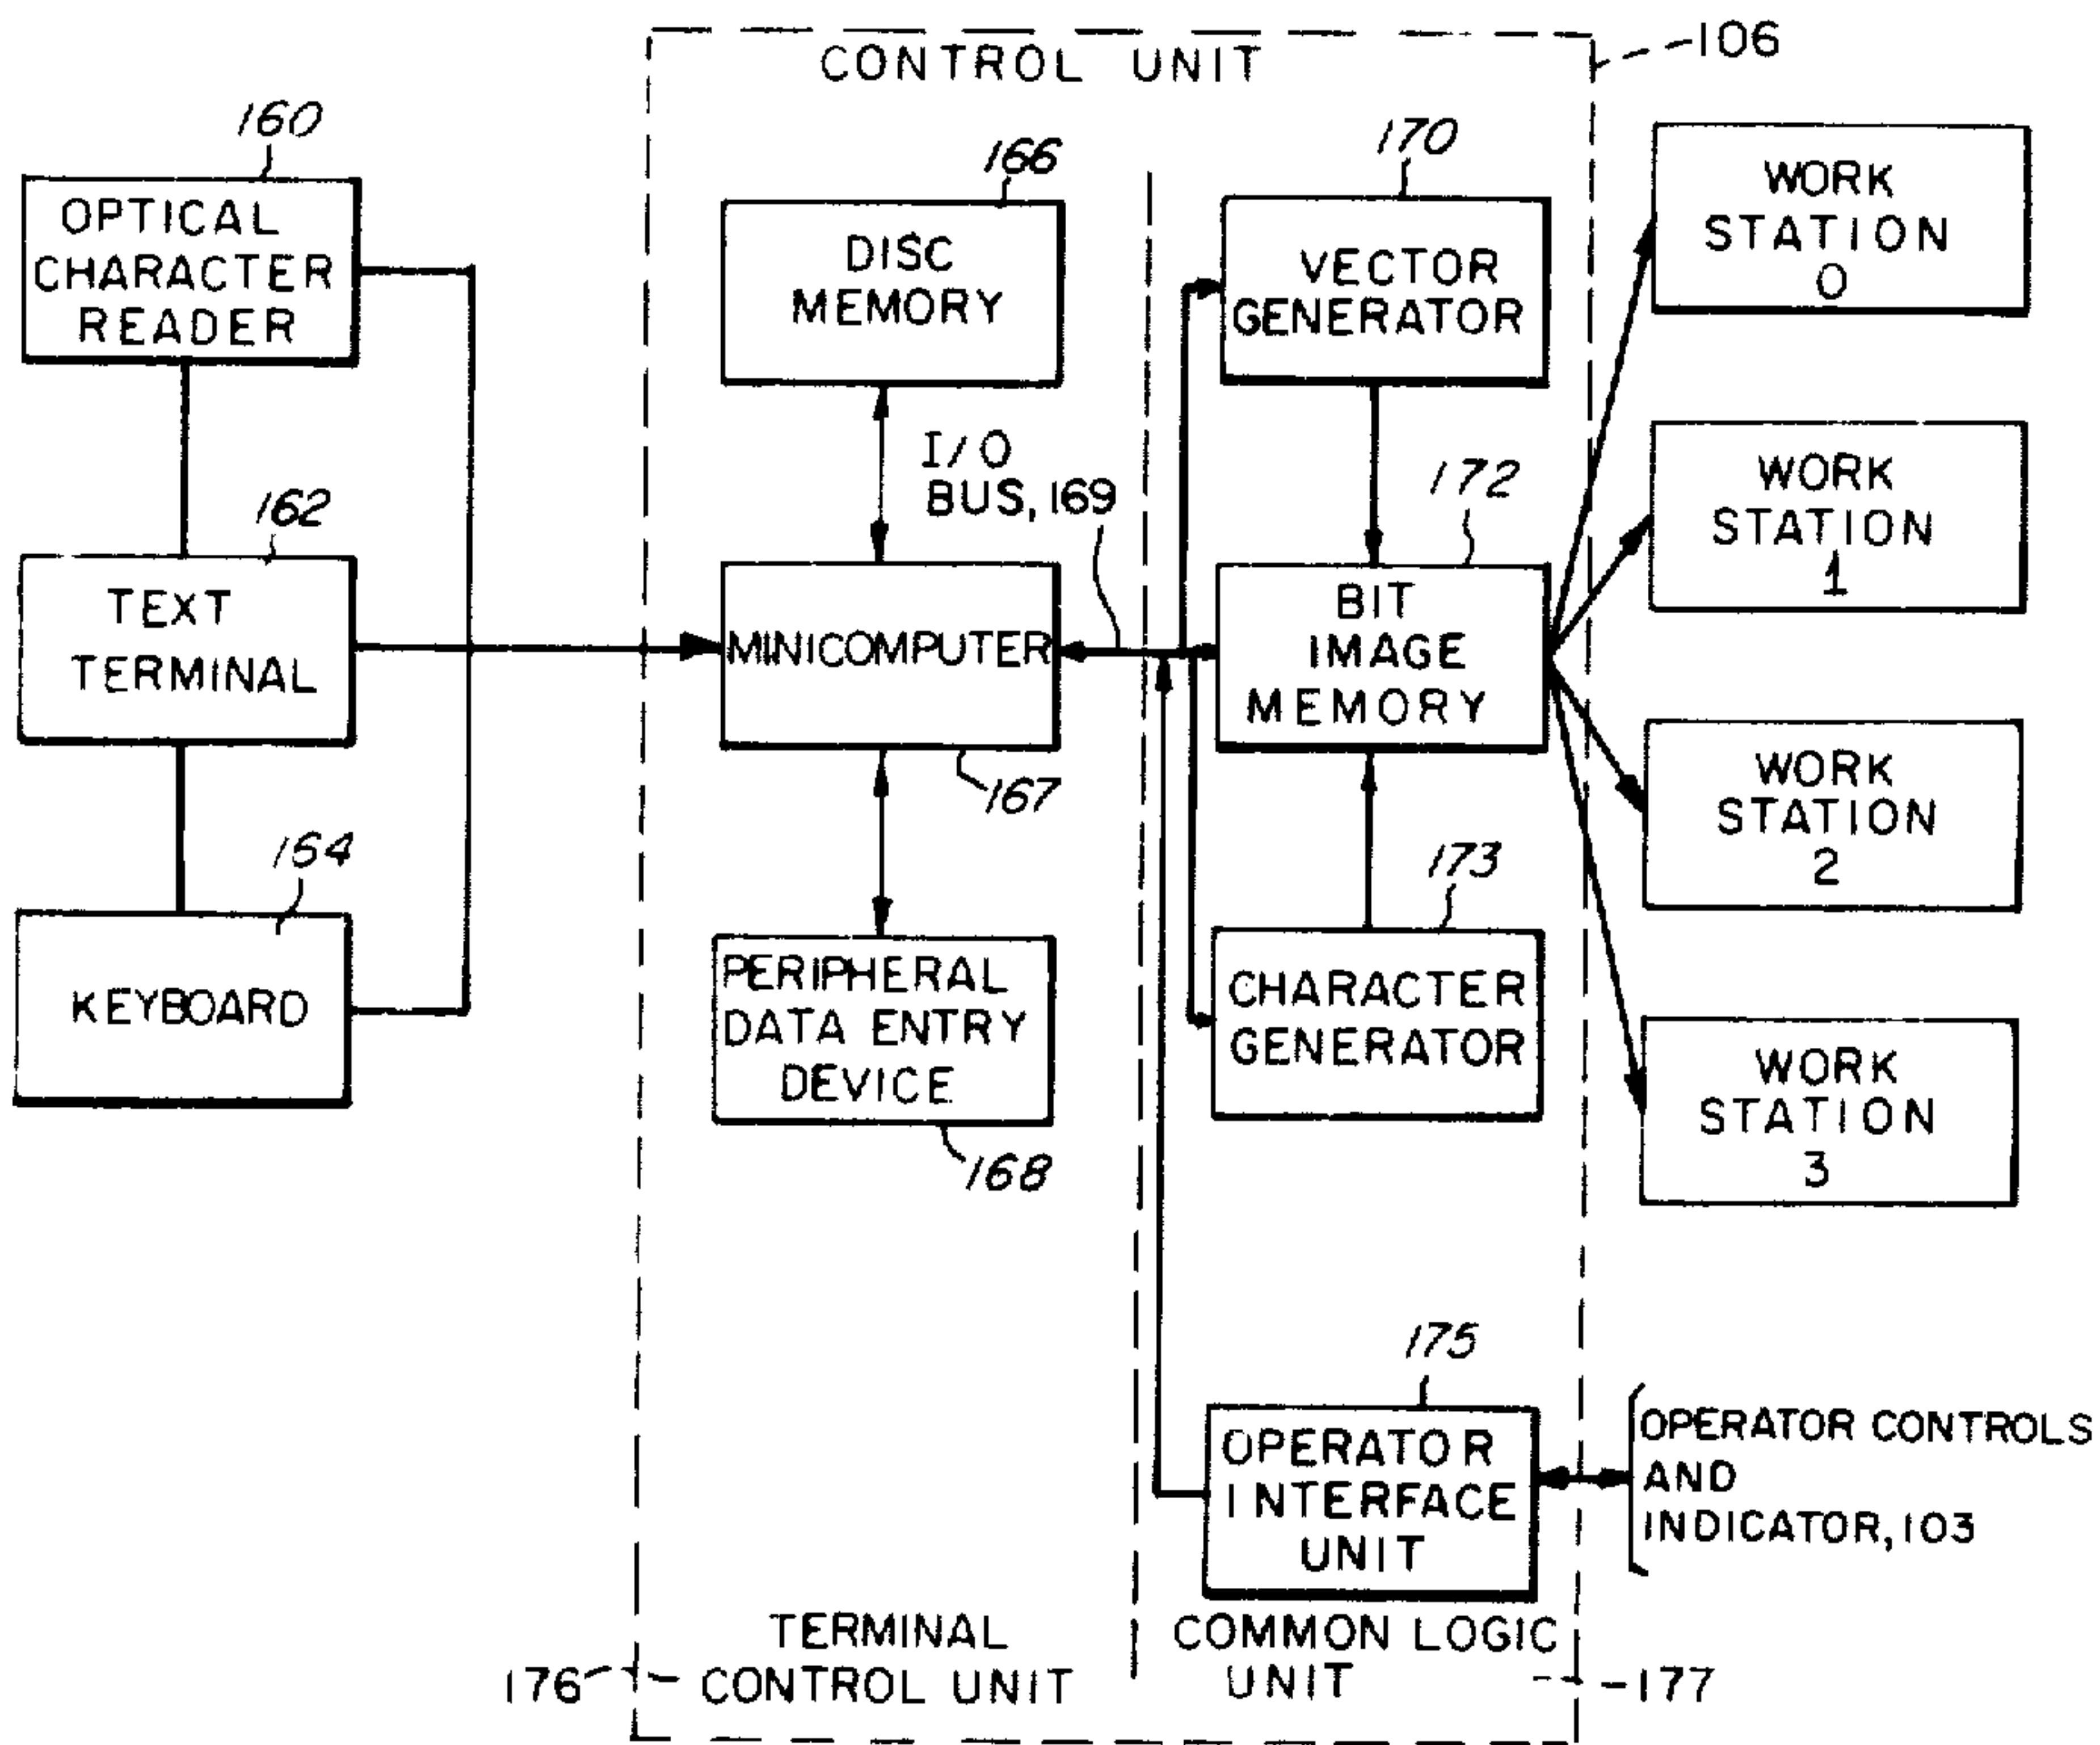 CONTROL UNIT
106
160
OPTICAL
CHARACTER
READER
162
TEXT
TERMINAL
164
KEYBOARD
166
DISC
MEMORY
I/O
BUS, 169
MINICOMPUTER
167
PERIPHERAL
DATA ENTRY
DEVICE
168
170
VECTOR
GENERATOR
172
BIT
IMAGE
MEMORY
173
CHARACTER
GENERATOR
175
OPERATOR
INTERFACE
UNIT
WORK
STATION
0
WORK
STATION
1
WORK
STATION
2
WORK
STATION
3
OPERATOR CONTROLS
AND
INDICATOR, 103
TERMINAL
CONTROL UNIT
176
COMMON LOGIC
UNIT
177